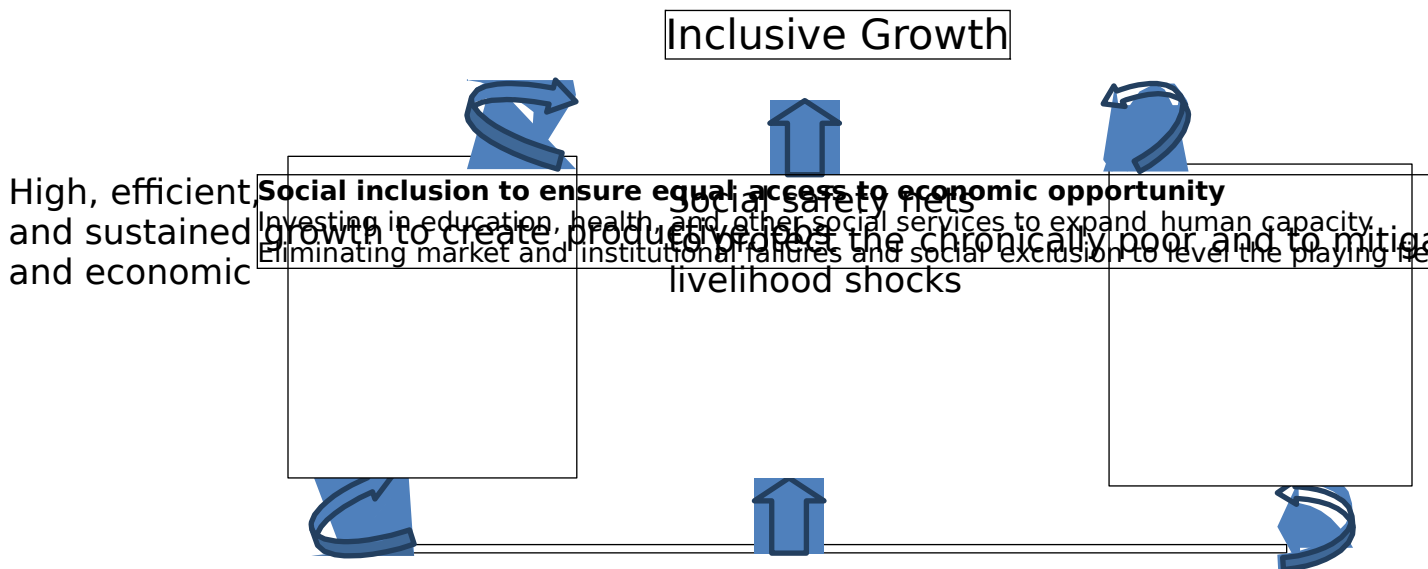 Inclusive Growth
High, efficient,
and sustained growth to create productive jobs
and economic
Social inclusion to ensure equal access to economic opportunity
Investing in education, health, and other social services to expand human capacity
Eliminating market and institutional failures and social exclusion to level the playing
Social safety nets
to protect the chronically poor and to
livelihood shocks